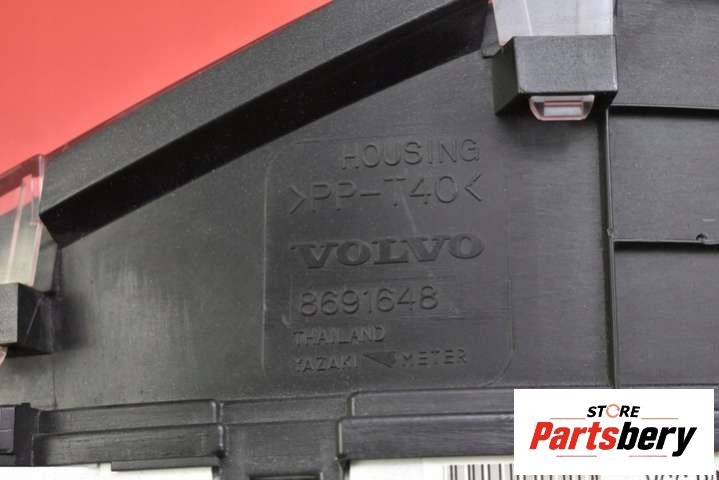 HOUSING
>PP-T40<
VOLVO
8691648
THAILAND
YAZAKI METER
STORE
Partsbery